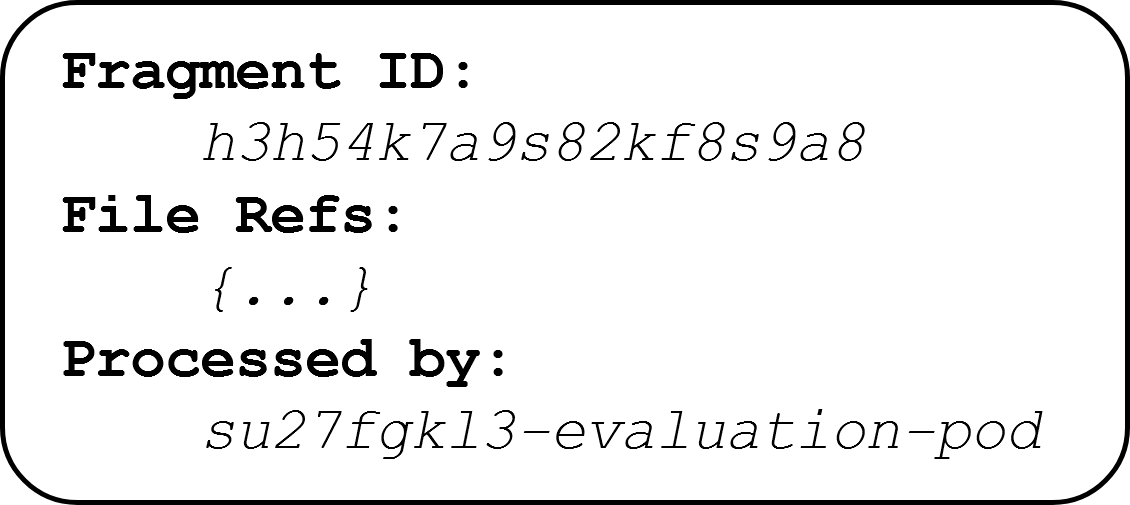 Fragment ID:
h3h54k7a9s82kf8s9a8
File Refs:
{...}
Processed by:
su27fgkl3-evaluation-pod